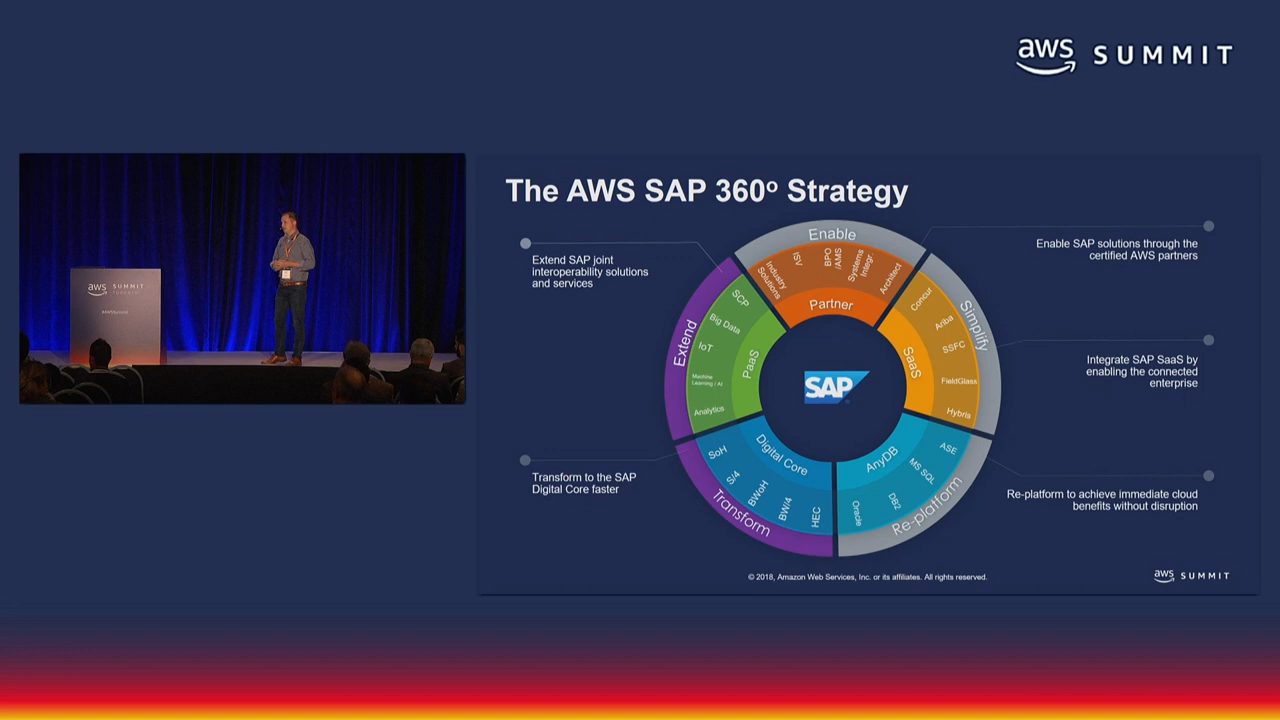 aws SUMMIT
aws SUMMIT
The AWS SAP 360º Strategy
Extend SAP joint
interoperability solutions
and services
Transform to the SAP
Digital Core faster
Enable SAP solutions through the
certified AWS partners
Integrate SAP SaaS by
enabling the connected
enterprise
Re-platform to achieve immediate cloud
benefits without disruption
Enable
Industry
Solutions
ISV
BPO
/AMS
Systems
Integr.
Architect
Partner
Simplify
Concur
Ariba
SSFC
FieldGlass
Hybris
SaaS
Re-platform
ASE
MS SQL
DB2
Oracle
AnyDB
Transform
SoH
S/4
BWoH
BW/4
HEC
Digital Core
Extend
SCP
Big Data
IoT
Machine
Learning / AI
Analytics
PaaS
SAP
© 2018, Amazon Web Services, Inc. or its affiliates. All rights reserved.
aws SUMMIT